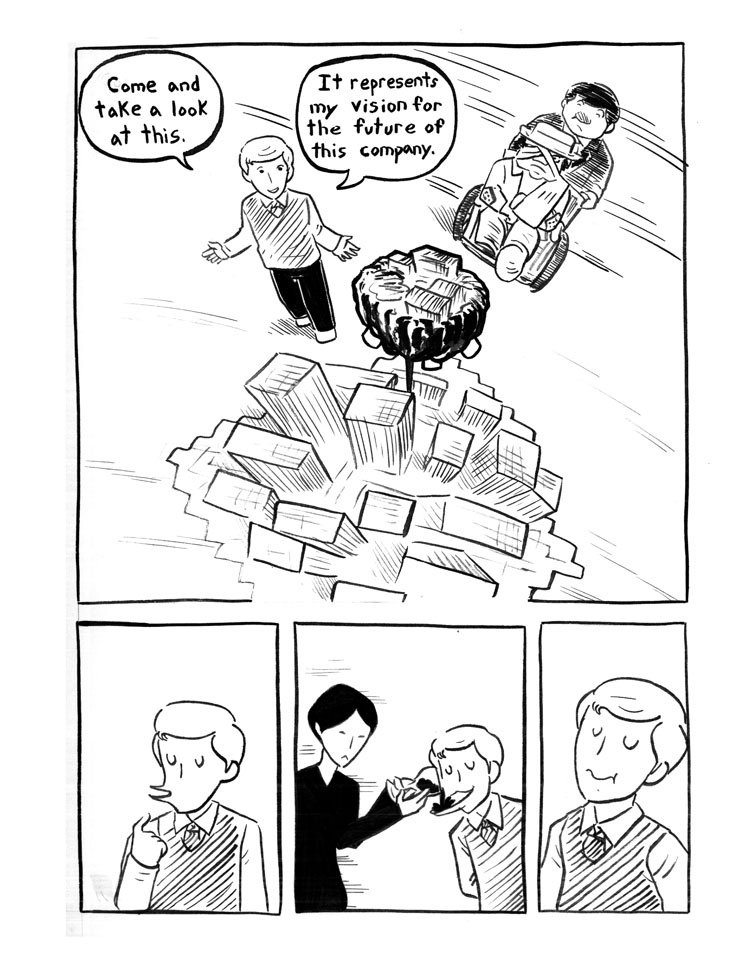 Come and
take a look
at this.
It represents
my vision for
the future of
this company.